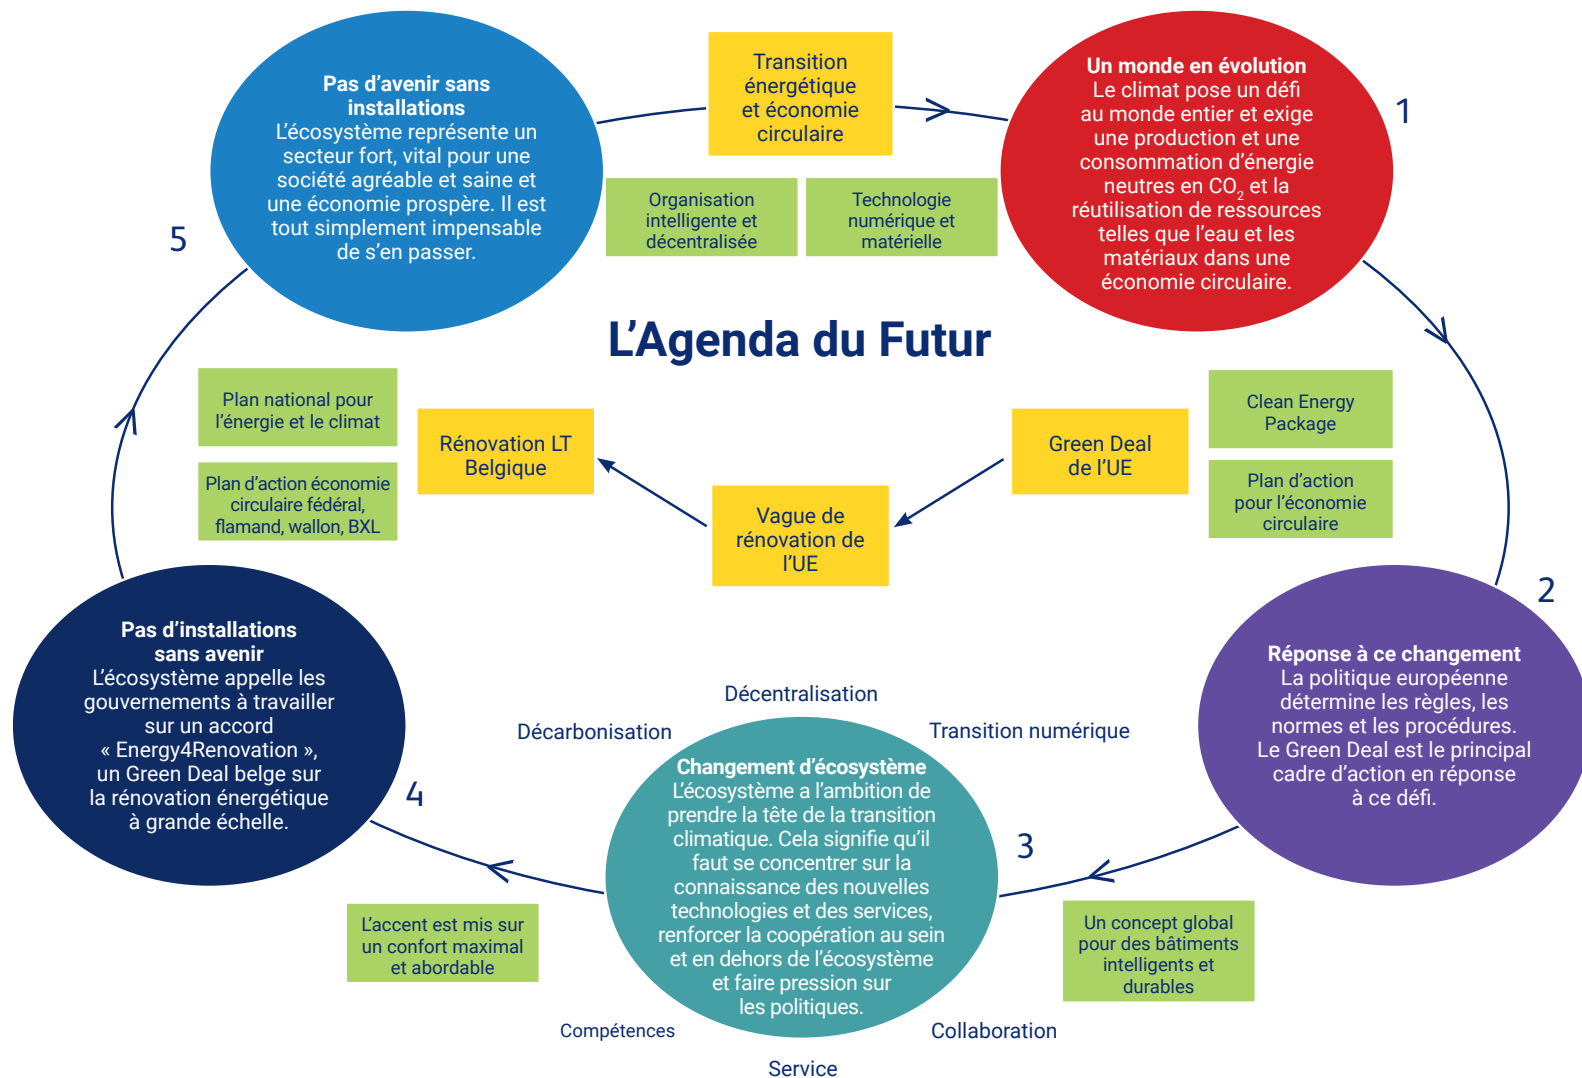 Pas d’avenir sans
installations
L’écosystème représente un
secteur fort, vital pour une
société agréable et saine et
une économie prospère. Il est
tout simplement impensable
de s’en passer.
5
Transition
énergétique
et économie
circulaire
Organisation
intelligente et
décentralisée
Technologie
numérique et
matérielle
Un monde en évolution
Le climat pose un défi
au monde entier et exige
une production et une
consommation d’énergie
neutres en CO₂ et la
réutilisation de ressources
telles que l’eau et les
matériaux dans une
économie circulaire.
1
L’Agenda du Futur
Plan national pour
l’énergie et le climat
Plan d’action économie
circulaire fédéral,
flamand, wallon, BXL
Rénovation LT
Belgique
Vague de
rénovation de
l’UE
Green Deal
de l’UE
Clean Energy
Package
Plan d’action
pour l’économie
circulaire
2
Réponse à ce changement
La politique européenne
détermine les règles, les
normes et les procédures.
Le Green Deal est le principal
cadre d’action en réponse
à ce défi.
Pas d’installations
sans avenir
L’écosystème appelle les
gouvernements à travailler
sur un accord
« Energy4Renovation »,
un Green Deal belge sur
la rénovation énergétique
à grande échelle.
4
Décentralisation
Décarbonisation
Transition numérique
Changement d’écosystème
L’écosystème a l’ambition de
prendre la tête de la transition
climatique. Cela signifie qu’il
faut se concentrer sur la
connaissance des nouvelles
technologies et des services,
renforcer la coopération au sein
et en dehors de l’écosystème
et faire pression sur
les politiques.
3
L’accent est mis sur
un confort maximal
et abordable
Un concept global
pour des bâtiments
intelligents et
durables
Compétences
Collaboration
Service